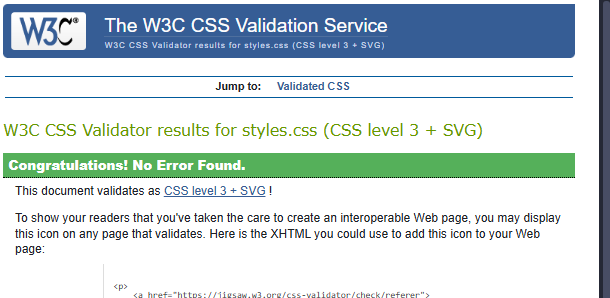 W3C®
The W3C CSS Validation Service
W3C CSS Validator results for styles.css (CSS level 3 + SVG)
Jump to: Validated CSS
W3C CSS Validator results for styles.css (CSS level 3 + SVG)
Congratulations! No Error Found.
This document validates as CSS level 3 + SVG !
To show your readers that you've taken the care to create an interoperable Web page, you may display
this icon on any page that validates. Here is the XHTML you could use to add this icon to your Web
page:
<p>
<a href="https://jigsaw.w3.org/css-validator/check/referer">